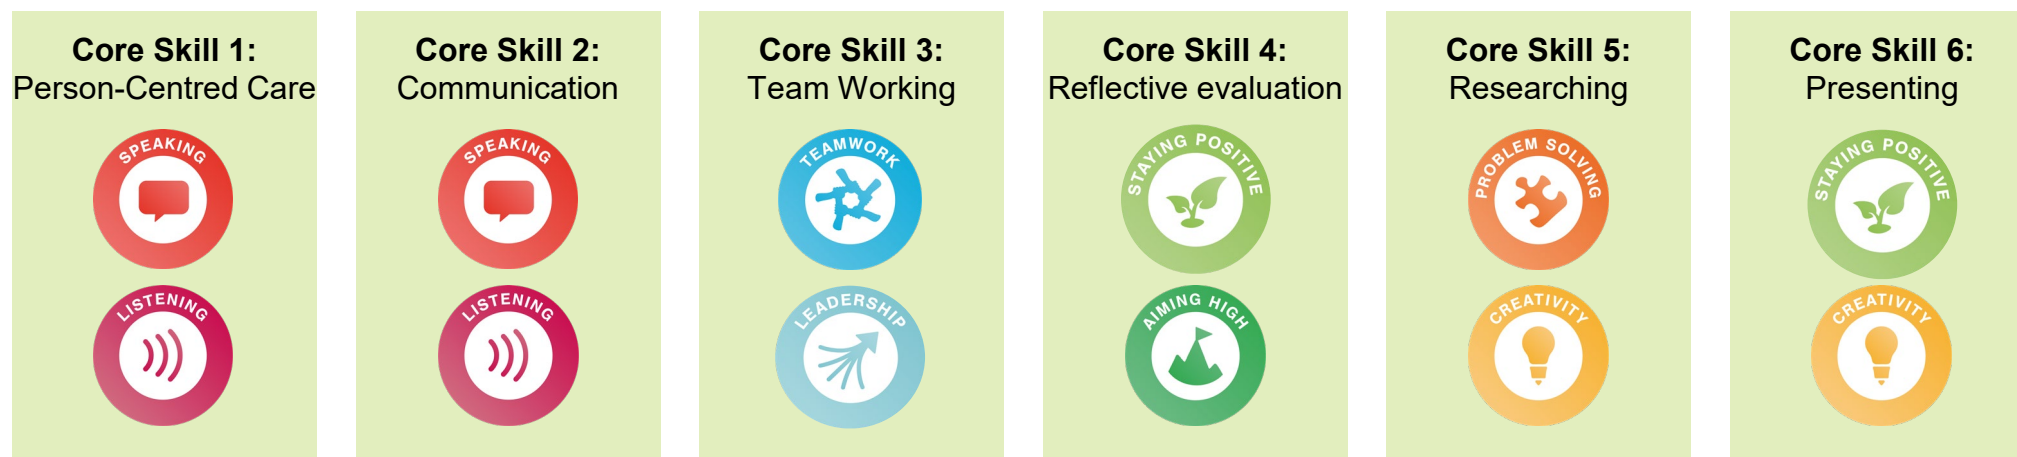 Core Skill 1:
Person-Centred Care
SPEAKING
LISTENING
Core Skill 2:
Communication
SPEAKING
LISTENING
Core Skill 3:
Team Working
TEAMWORK
LEADERSHIP
Core Skill 4:
Reflective evaluation
STAYING POSITIVE
AIMING HIGH
Core Skill 5:
Researching
PROBLEM SOLVING
CREATIVITY
Core Skill 6:
Presenting
STAYING POSITIVE
CREATIVITY